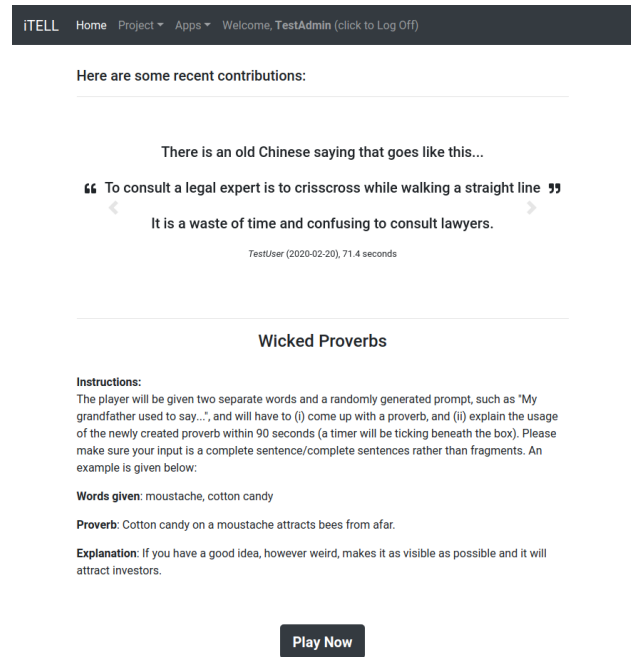 iTELL Home Project Apps Welcome, TestAdmin (click to Log Off)
Here are some recent contributions:
There is an old Chinese saying that goes like this...
“ To consult a legal expert is to crisscross while walking a straight line ”
It is a waste of time and confusing to consult lawyers.
TestUser (2020-02-20), 71.4 seconds
Wicked Proverbs
Instructions:
The player will be given two separate words and a randomly generated prompt, such as "My
grandfather used to say...", and will have to (i) come up with a proverb, and (ii) explain the usage
of the newly created proverb within 90 seconds (a timer will be ticking beneath the box). Please
make sure your input is a complete sentence/complete sentences rather than fragments. An
example is given below:
Words given: moustache, cotton candy
Proverb: Cotton candy on a moustache attracts bees from afar.
Explanation: If you have a good idea, however weird, makes it as visible as possible and it will
attract investors.
Play Now